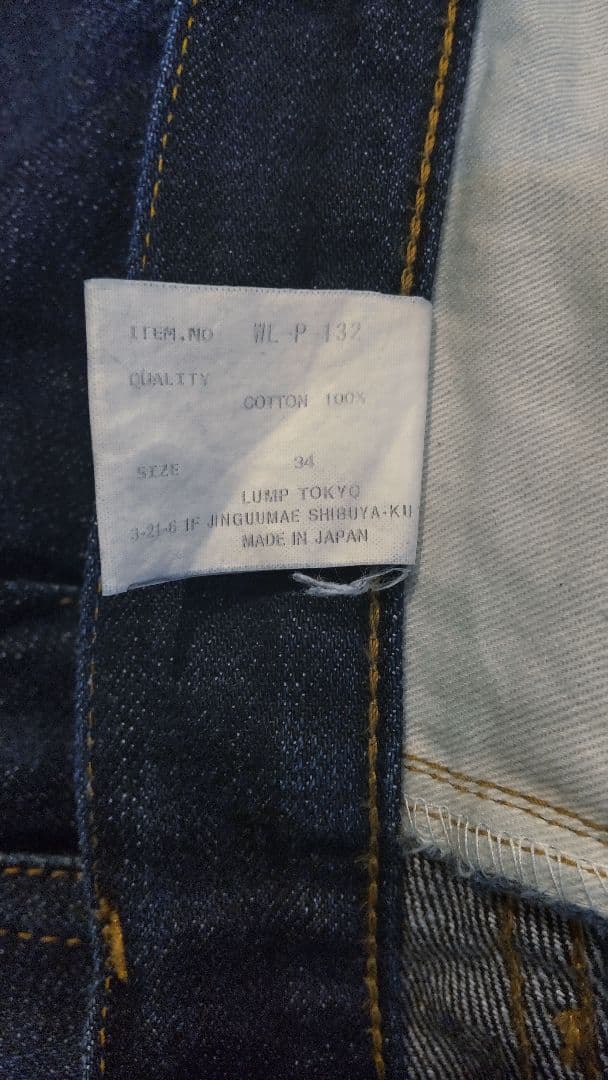 ITEM.NO WL-P-132
QUALITY
COTTON 100%
SIZE 34
LUMP TOKYO
3-21-6 1F JINGUUMAE SHIBUYA-KU
MADE IN JAPAN